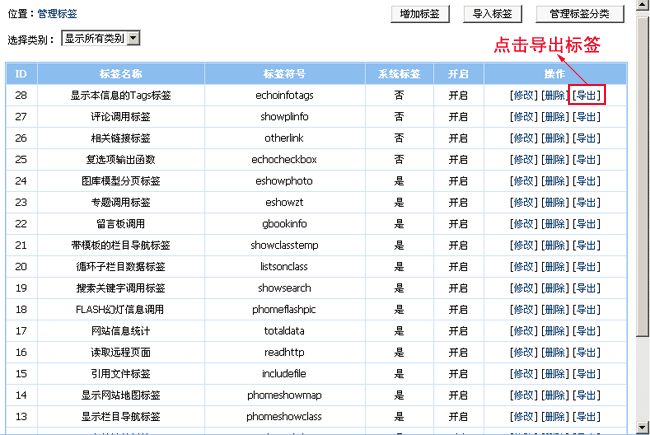 位置：管理标签 增加标签 导入标签 管理标签分类
选择类别： 显示所有类别
点击导出标签
ID 标签名称 标签符号 系统标签 开启 操作
28 显示本信息的Tags标签 echoinfotags 否 开启 [修改] [删除] [导出]
27 评论调用标签 showplinfo 否 开启 [修改] [删除] [导出]
26 相关链接标签 otherlink 否 开启 [修改] [删除] [导出]
25 复选项输出函数 echocheckbox 否 开启 [修改] [删除] [导出]
24 图库模型分页标签 eshowphoto 是 开启 [修改] [删除] [导出]
23 专题调用标签 eshowzt 是 开启 [修改] [删除] [导出]
22 留言板调用 gbookinfo 是 开启 [修改] [删除] [导出]
21 带模板的栏目导航标签 showclasstemp 是 开启 [修改] [删除] [导出]
20 循环子栏目数据标签 listsonclass 是 开启 [修改] [删除] [导出]
19 搜素关键字调用标签 showsearch 是 开启 [修改] [删除] [导出]
18 FLASH幻灯信息调用 phomeflashpic 是 开启 [修改] [删除] [导出]
17 网站信息统计 totaldata 是 开启 [修改] [删除] [导出]
16 读取远程页面 readhttp 是 开启 [修改] [删除] [导出]
15 引用文件标签 includefile 是 开启 [修改] [删除] [导出]
14 显示网站地图标签 phomeshowmap 是 开启 [修改] [删除] [导出]
13 显示栏目导航标签 phomeshowclass 是 开启 [修改] [删除] [导出]